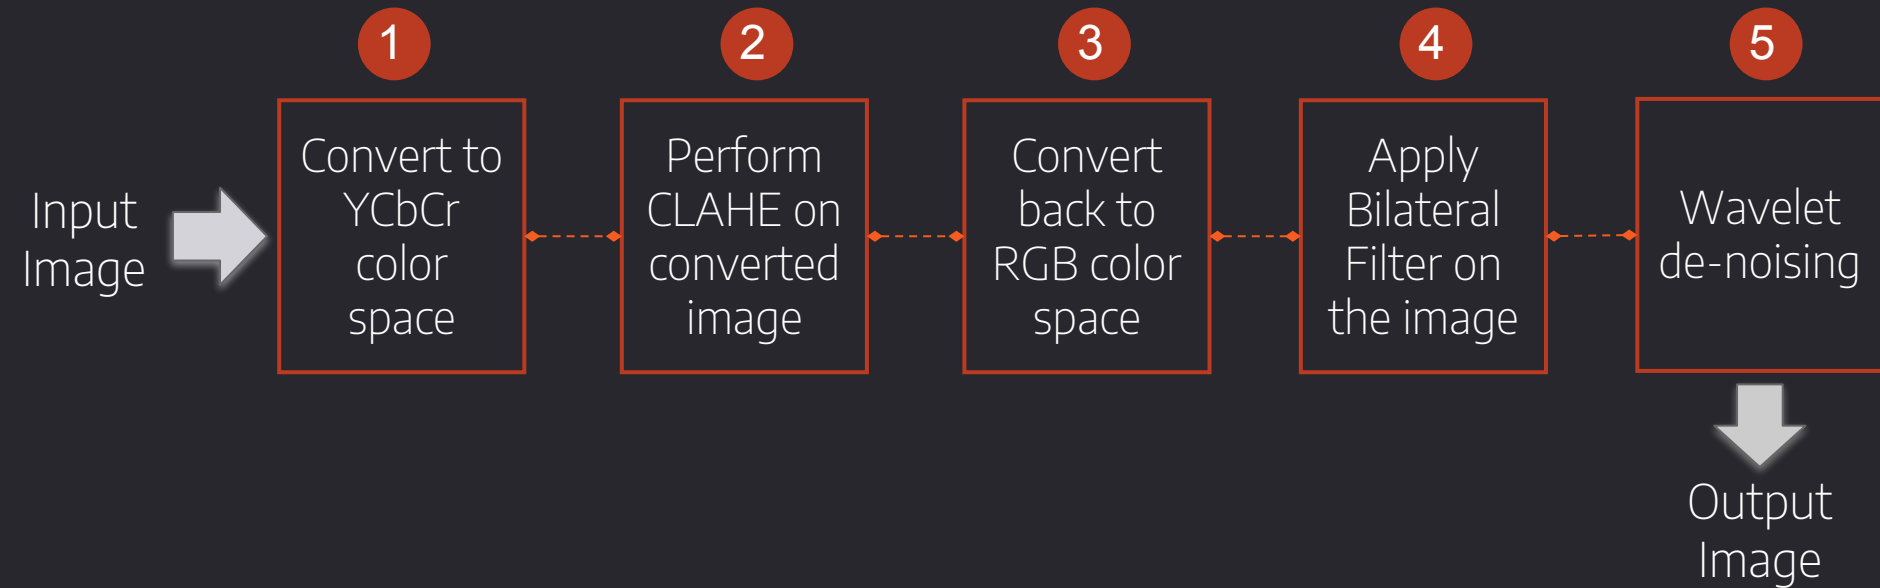 1
2
3
4
5
Input
Image
Convert to
YCbCr
color
space
Perform
CLAHE on
converted
image
Convert
back to
RGB color
space
Apply
Bilateral
Filter on
the image
Wavelet
de-noising
Output
Image